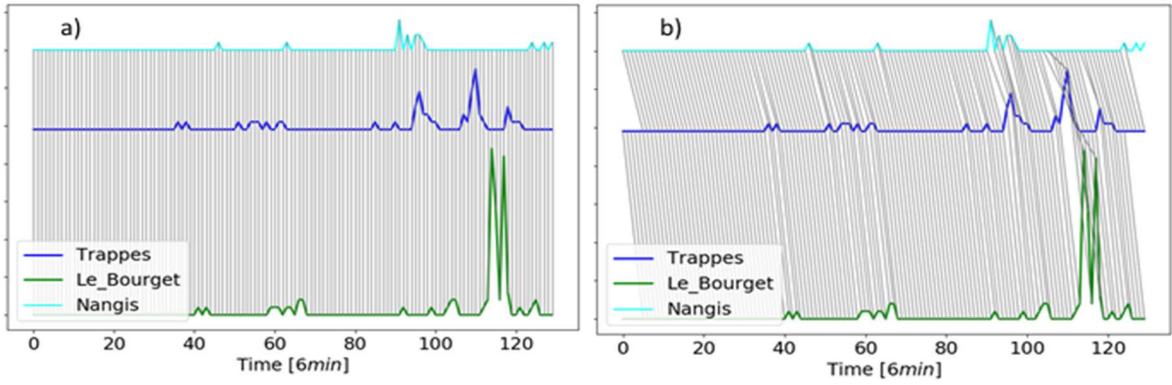 a)
Trappes
Le_Bourget
Nangis
0 20 40 60 80 100 120
Time [6min]
b)
Trappes
Le_Bourget
Nangis
0 20 40 60 80 100 120
Time [6min]